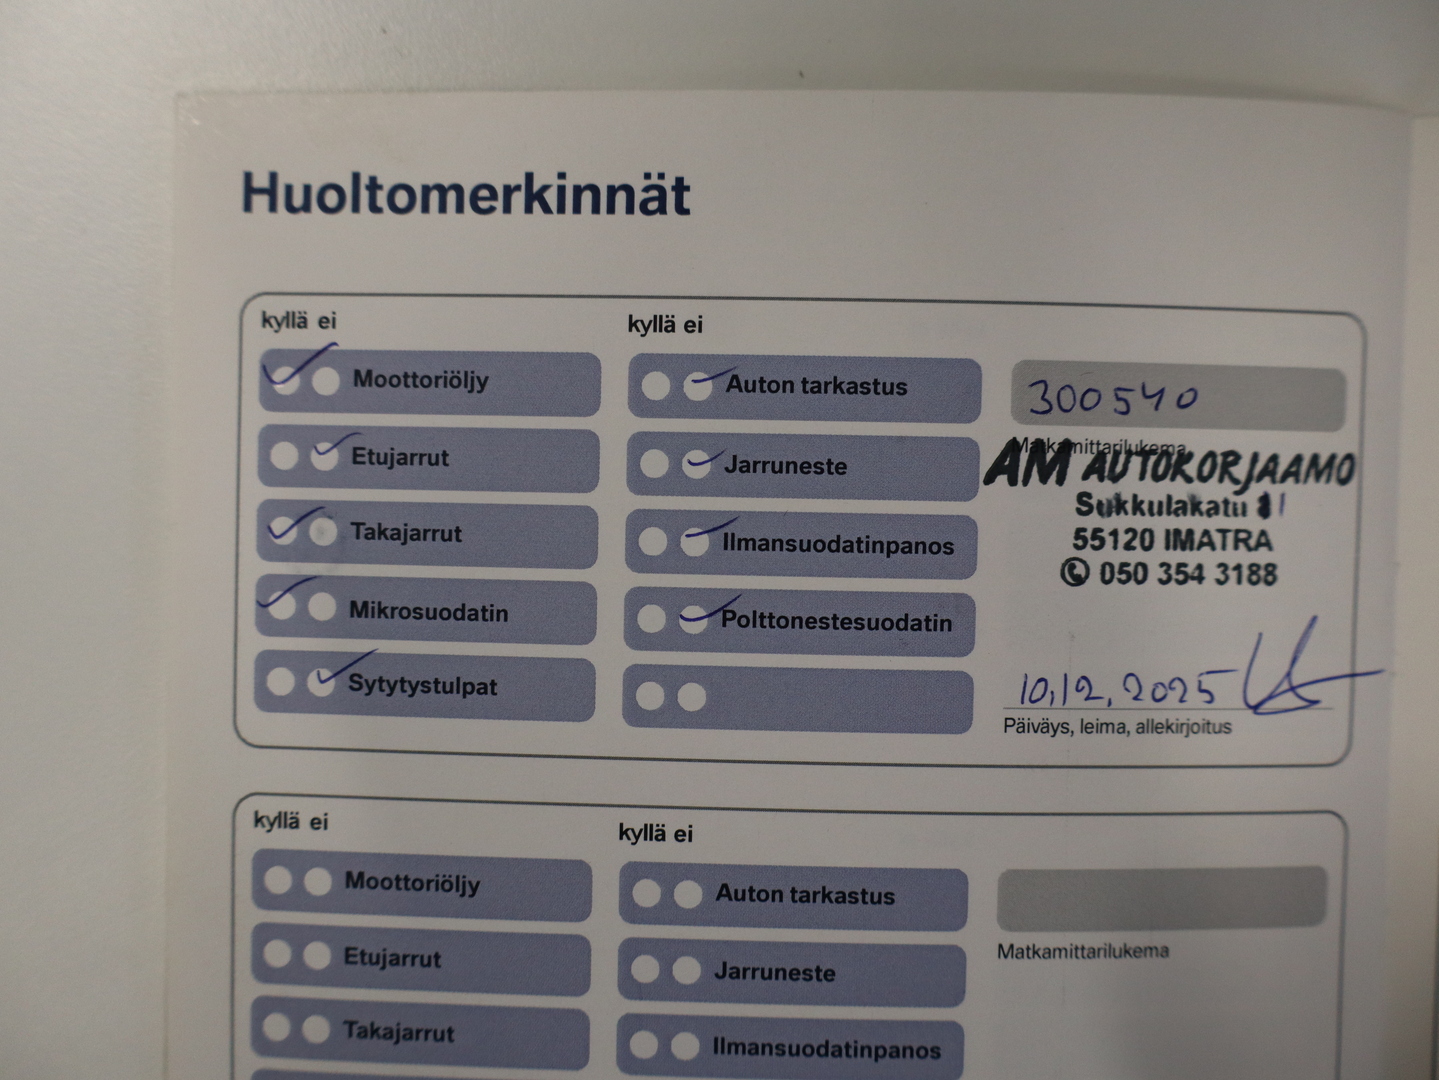 Huoltomerkinnät
kyllä ei
Moottoriöljy
Etujarrut
Takajarrut
Mikrosuodatin
Sytytystulpat
kyllä ei
Auton tarkastus
Jarruneste
Ilmansuodatinpanos
Polttonestesuodatin
300540
Matkamittarilukema
AM AUTOKORJAAMO
Sukkulakatu
55120 IMATRA
050 354 3188
10,12,2025
Päiväys, leima, allekirjoitus
kyllä ei
Moottoriöljy
Etujarrut
Takajarrut
kyllä ei
Auton tarkastus
Jarruneste
Ilmansuodatinpanos
Matkamittarilukema